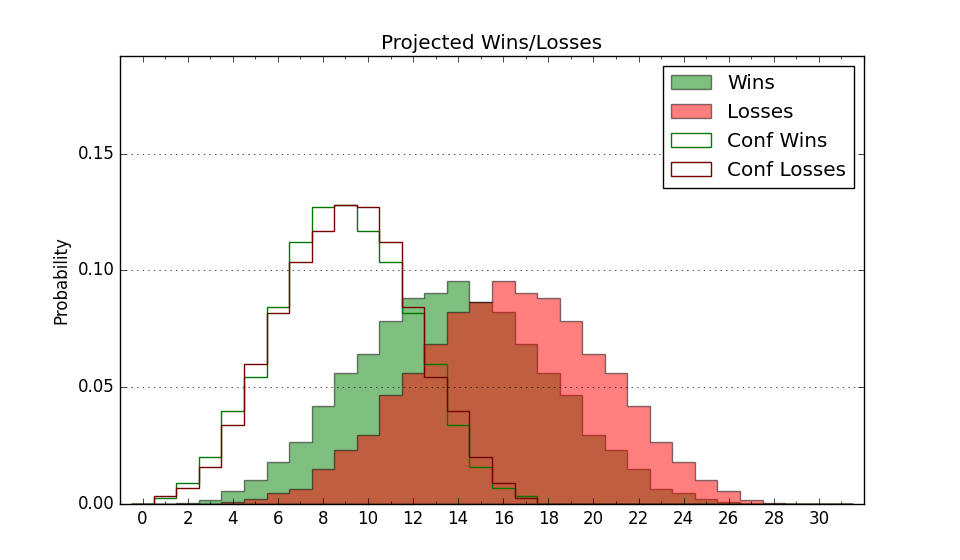 Projected Wins/Losses
Wins
Losses
Conf Wins
Conf Losses
Probability
0.15
0.10
0.05
0.00
0 2 4 6 8 10 12 14 16 18 20 22 24 26 28 30